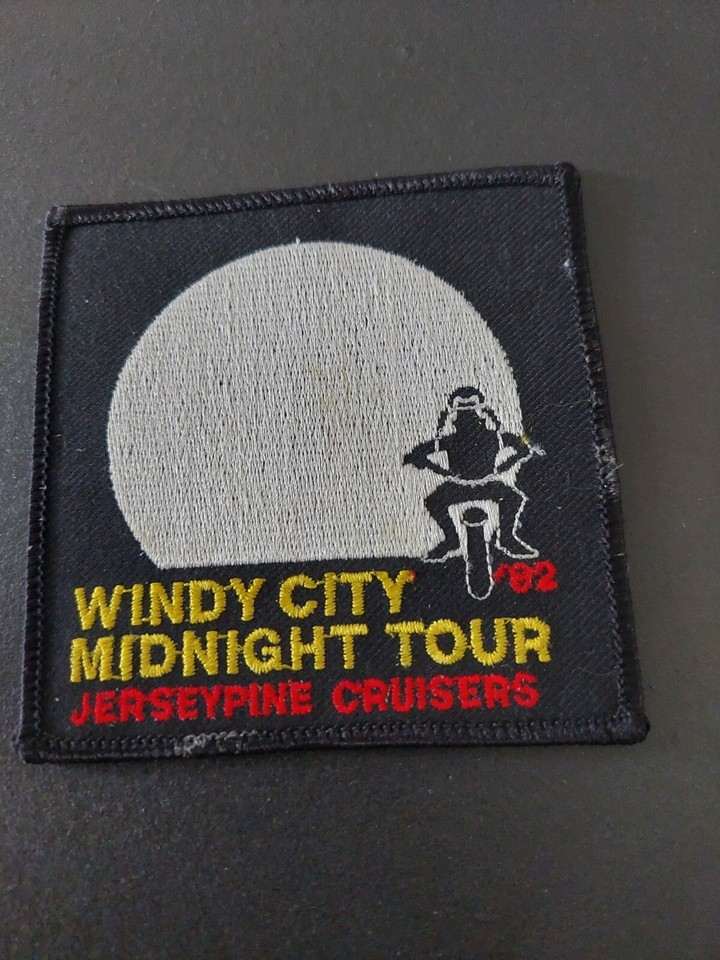 '82
WINDY CITY
MIDNIGHT TOUR
JERSEYPINE CRUISERS